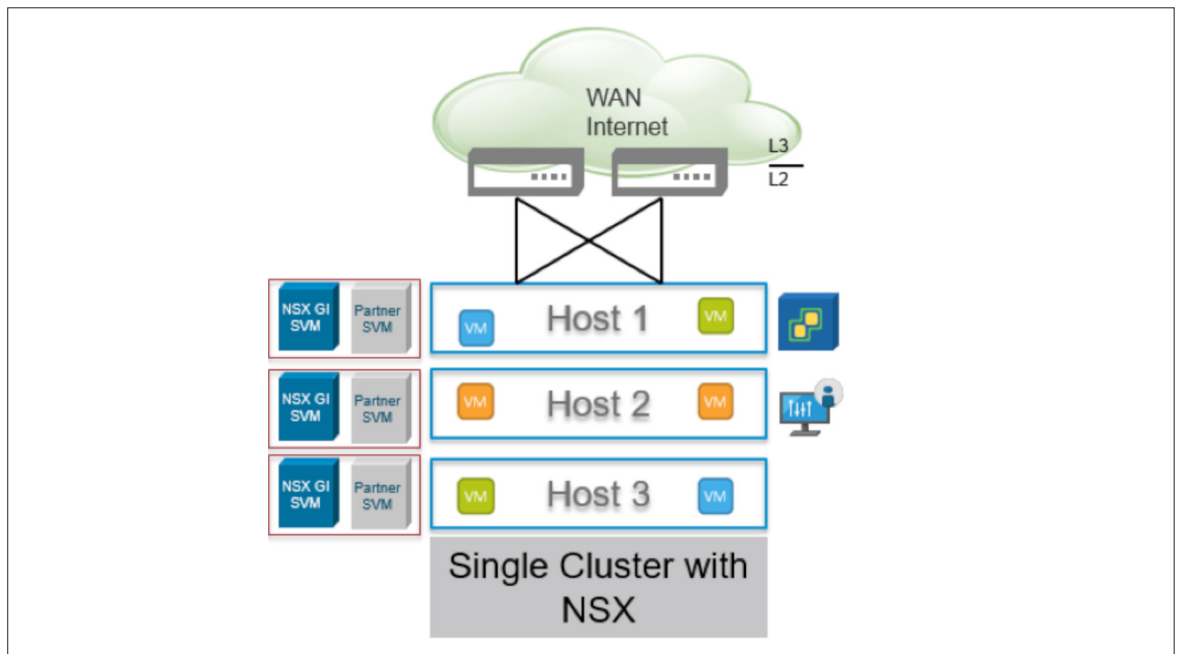 WAN
Internet
L3
L2
NSX GI
SVM
Partner
SVM
VM
Host 1
VM
NSX GI
SVM
Partner
SVM
VM
Host 2
VM
NSX GI
SVM
Partner
SVM
VM
Host 3
VM
Single Cluster with
NSX